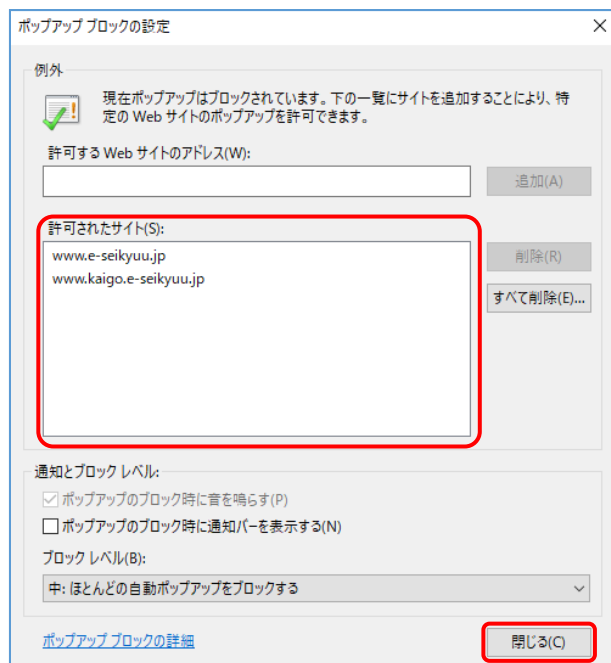 ポップアップ ブロックの設定
例外
現在ポップアップはブロックされています。下の一覧にサイトを追加することにより、特
定の Web サイトのポップアップを許可できます。
許可する Web サイトのアドレス(W):
追加(A)
許可されたサイト(S):
www.e-seikyuu.jp
www.kaigo.e-seikyuu.jp
削除(R)
すべて削除(E)...
通知とブロック レベル:
ポップアップのブロック時に音を鳴らす(P)
ポップアップのブロック時に通知バーを表示する(N)
ブロック レベル(B):
中: ほとんどの自動ポップアップをブロックする
ポップアップ ブロックの詳細
閉じる(C)